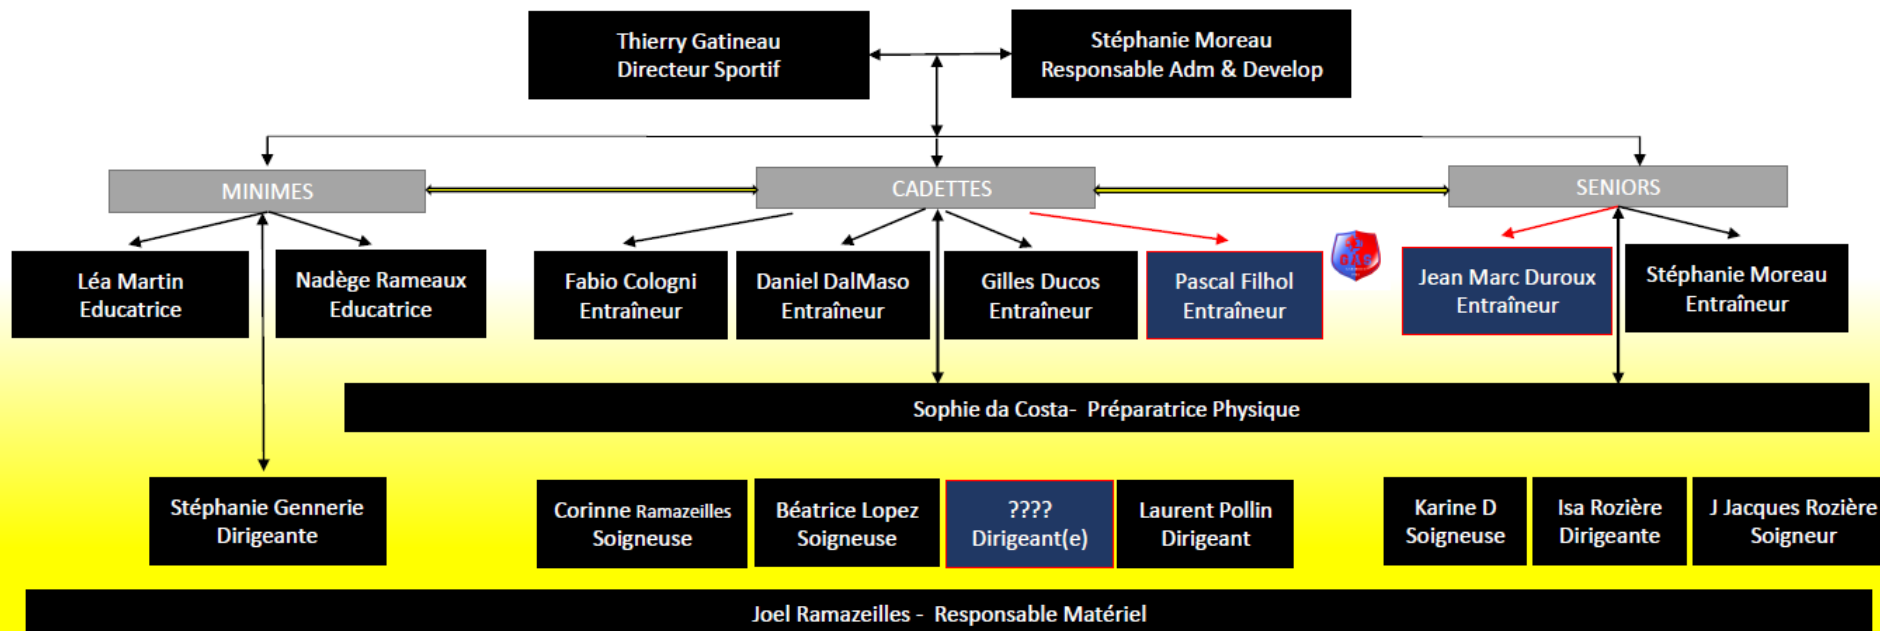 Thierry Gatineau
Directeur Sportif
Stéphanie Moreau
Responsable Adm & Develop
MINIMES
CADETTES
SENIORS
Léa Martin
Educatrice
Nadège Rameaux
Educatrice
Fabio Cologni
Entraîneur
Daniel DalMaso
Entraîneur
Gilles Ducos
Entraîneur
Pascal Filhol
Entraîneur
GAS
Jean Marc Duroux
Entraîneur
Stéphanie Moreau
Entraîneur
Sophie da Costa- Préparatrice Physique
Stéphanie Gennerie
Dirigeante
Corinne Ramazeilles
Soigneuse
Béatrice Lopez
Soigneuse
????
Dirigeant(e)
Laurent Pollin
Dirigeant
Karine D
Soigneuse
Isa Rozière
Dirigeante
J Jacques Rozière
Soigneur
Joel Ramazeilles - Responsable Matériel